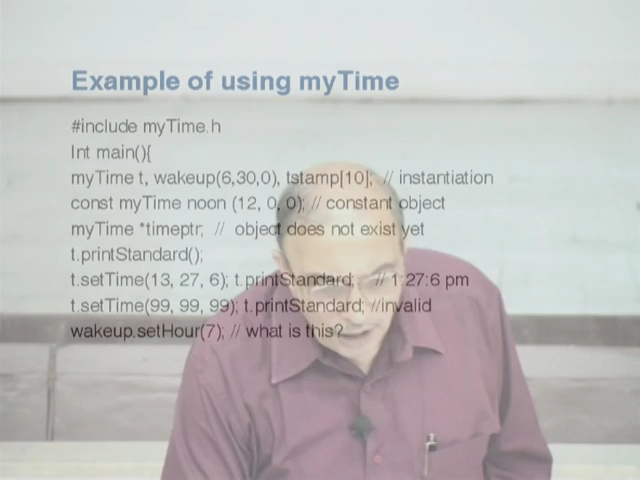 Example of using myTime
#include myTime.h
Int main(){
myTime t, wakeup(6,30,0), tstamp[10]; // instantiation
const myTime noon (12, 0, 0); // constant object
myTime *timeptr; // object does not exist yet
t.printStandard();
t.setTime(13, 27, 6); t.printStandard; // 1:27:6 pm
t.setTime(99, 99, 99); t.printStandard; //invalid
wakeup.setHour(7); // what is this?